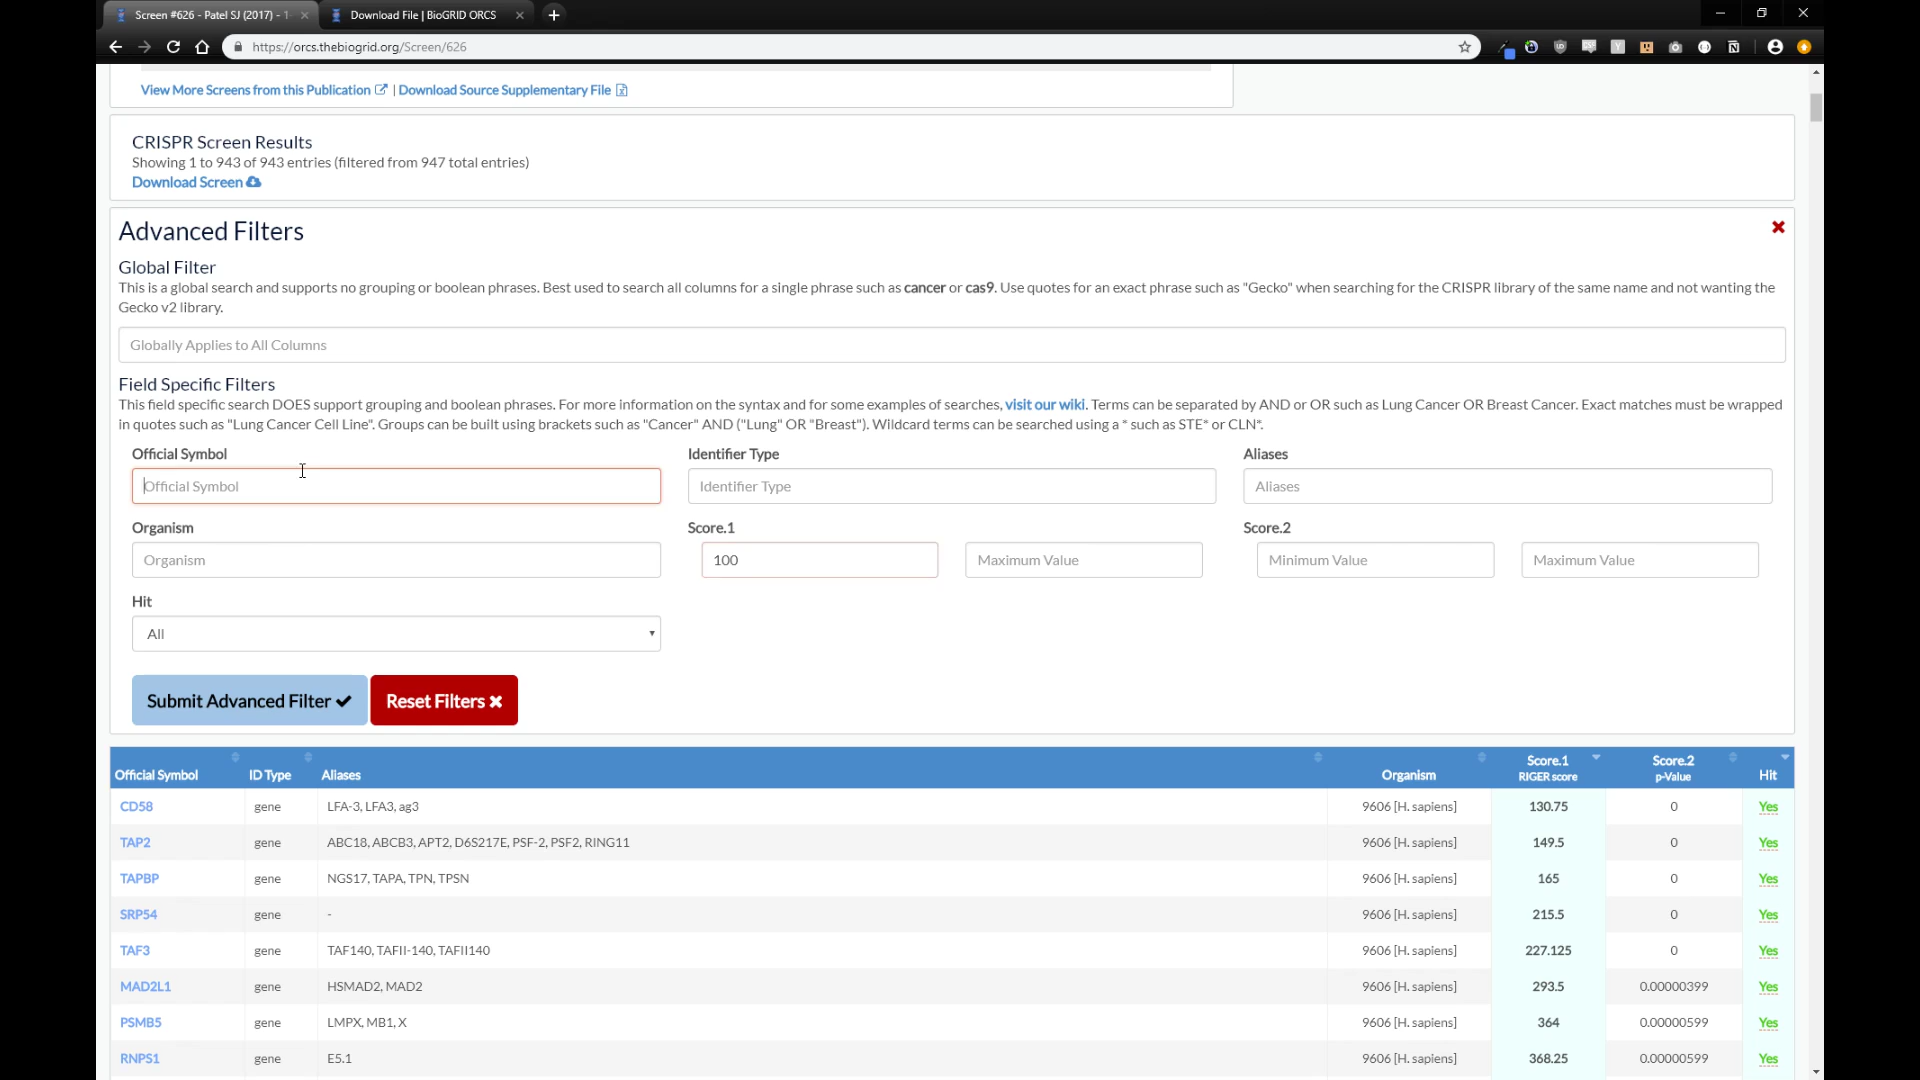 Screen #626 - Patel SJ (2017) - 1-
Download File | BioGRID ORCS
https://orcs.thebiogrid.org/Screen/626
View More Screens from this Publication | Download Source Supplementary File
CRISPR Screen Results
Showing 1 to 943 of 943 entries (filtered from 947 total entries)
Download Screen
Advanced Filters
Global Filter
This is a global search and supports no grouping or boolean phrases. Best used to search all columns for a single phrase such as cancer or cas9. Use quotes for an exact phrase such as "Gecko" when searching for the CRISPR library of the same name and not wanting the
Gecko v2 library.
Globally Applies to All Columns
Field Specific Filters
This field specific search DOES support grouping and boolean phrases. For more information on the syntax and for some examples of searches, visit our wiki. Terms can be separated by AND or OR such as Lung Cancer OR Breast Cancer. Exact matches must be wrapped
in quotes such as "Lung Cancer Cell Line". Groups can be built using brackets such as "Cancer" AND ("Lung" OR "Breast"). Wildcard terms can be searched using a * such as STE* or CLN*.
Official Symbol Identifier Type Aliases
Official Symbol Identifier Type Aliases
Organism Score.1 Score.2
Organism 100 Maximum Value Minimum Value Maximum Value
Hit
All
Submit Advanced Filter Reset Filters
Official Symbol ID Type Aliases Organism Score.1 RIGER score Score.2 p-Value Hit
CD58 gene LFA-3, LFA3, ag3 9606 [H. sapiens] 130.75 0 Yes
TAP2 gene ABC18, ABCB3, APT2, D6S217E, PSF-2, PSF2, RING11 9606 [H. sapiens] 149.5 0 Yes
TAPBP gene NGS17, TAPA, TPN, TPSN 9606 [H. sapiens] 165 0 Yes
SRP54 gene - 9606 [H. sapiens] 215.5 0 Yes
TAF3 gene TAF140, TAFII-140, TAFII140 9606 [H. sapiens] 227.125 0 Yes
MAD2L1 gene HSMAD2, MAD2 9606 [H. sapiens] 293.5 0.00000399 Yes
PSMB5 gene LMPX, MB1, X 9606 [H. sapiens] 364 0.00000599 Yes
RNPS1 gene E5.1 9606 [H. sapiens] 368.25 0.00000599 Yes